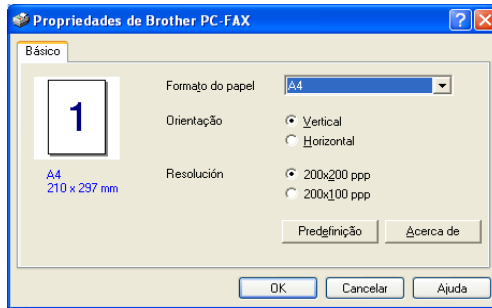 Propriedades de Brother PC-FAX
Básico
1
A4
210 x 297 mm
Formato do papel
A4
Orientação
Vertical
Horizontal
Resolución
200x200 ppp
200x100 ppp
Predefinição
Acerca de
OK
Cancelar
Ajuda